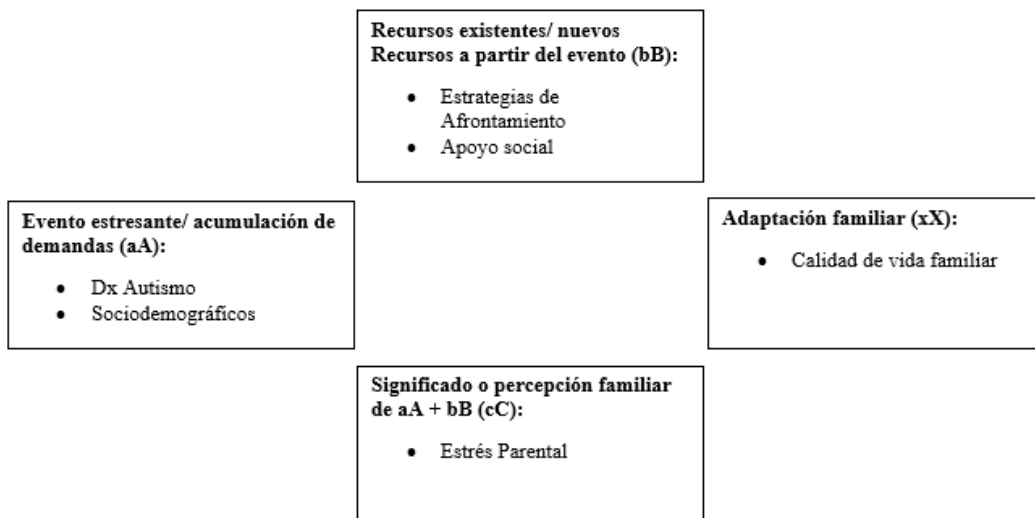 Recursos existentes/ nuevos
Recursos a partir del evento (bB):
• Estrategias de
Afrontamiento
• Apoyo social
Evento estresante/ acumulación de
demandas (aA):
• Dx Autismo
• Sociodemográficos
Adaptación familiar (xX):
• Calidad de vida familiar
Significado o percepción familiar
de aA + bB (cC):
• Estrés Parental